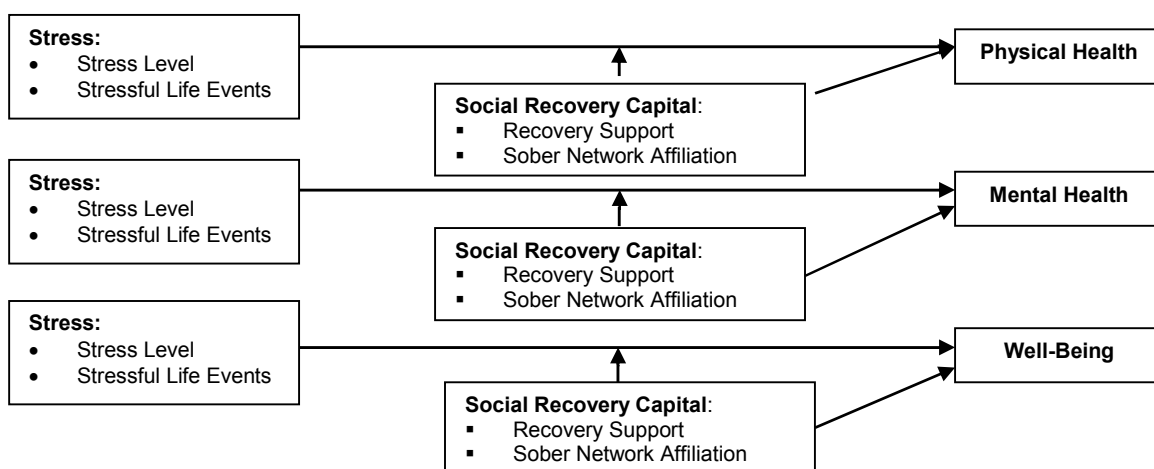 Stress:
• Stress Level
• Stressful Life Events
Physical Health
Social Recovery Capital:
▪ Recovery Support
▪ Sober Network Affiliation
Stress:
• Stress Level
• Stressful Life Events
Mental Health
Social Recovery Capital:
▪ Recovery Support
▪ Sober Network Affiliation
Stress:
• Stress Level
• Stressful Life Events
Well-Being
Social Recovery Capital:
▪ Recovery Support
▪ Sober Network Affiliation